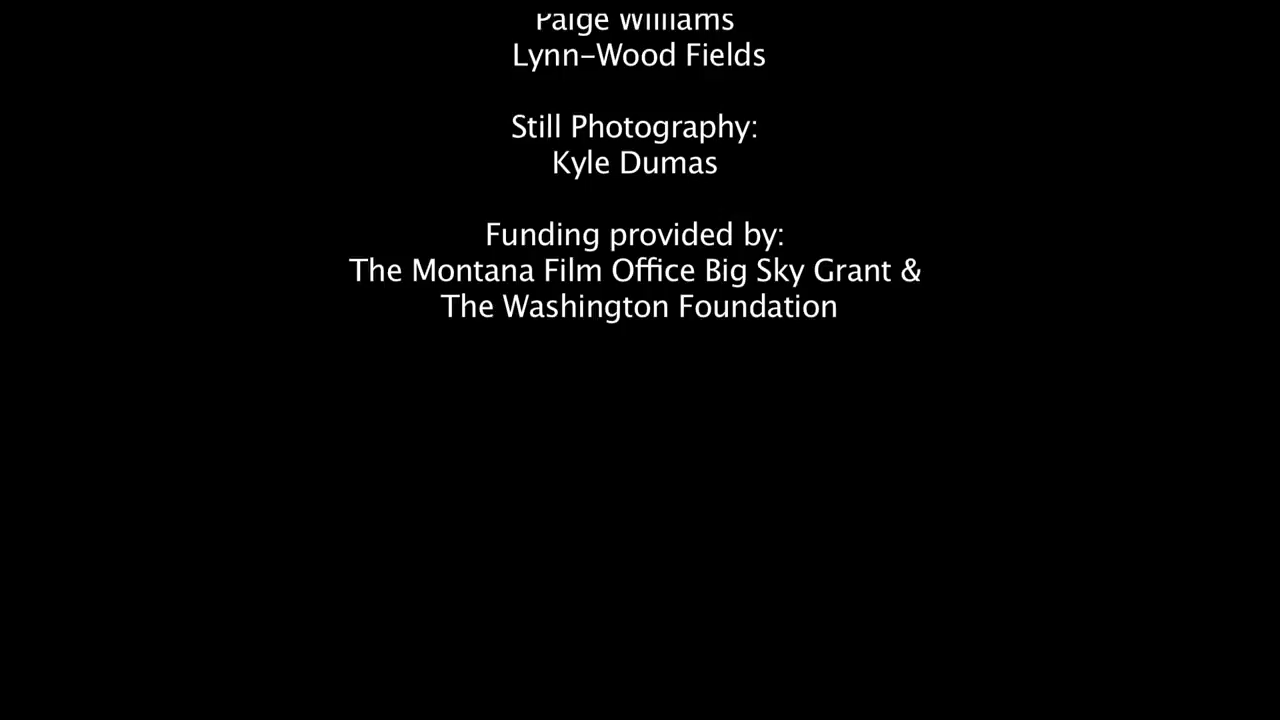 Paige Williams
Lynn-Wood Fields
Still Photography:
Kyle Dumas
Funding provided by:
The Montana Film Office Big Sky Grant &
The Washington Foundation